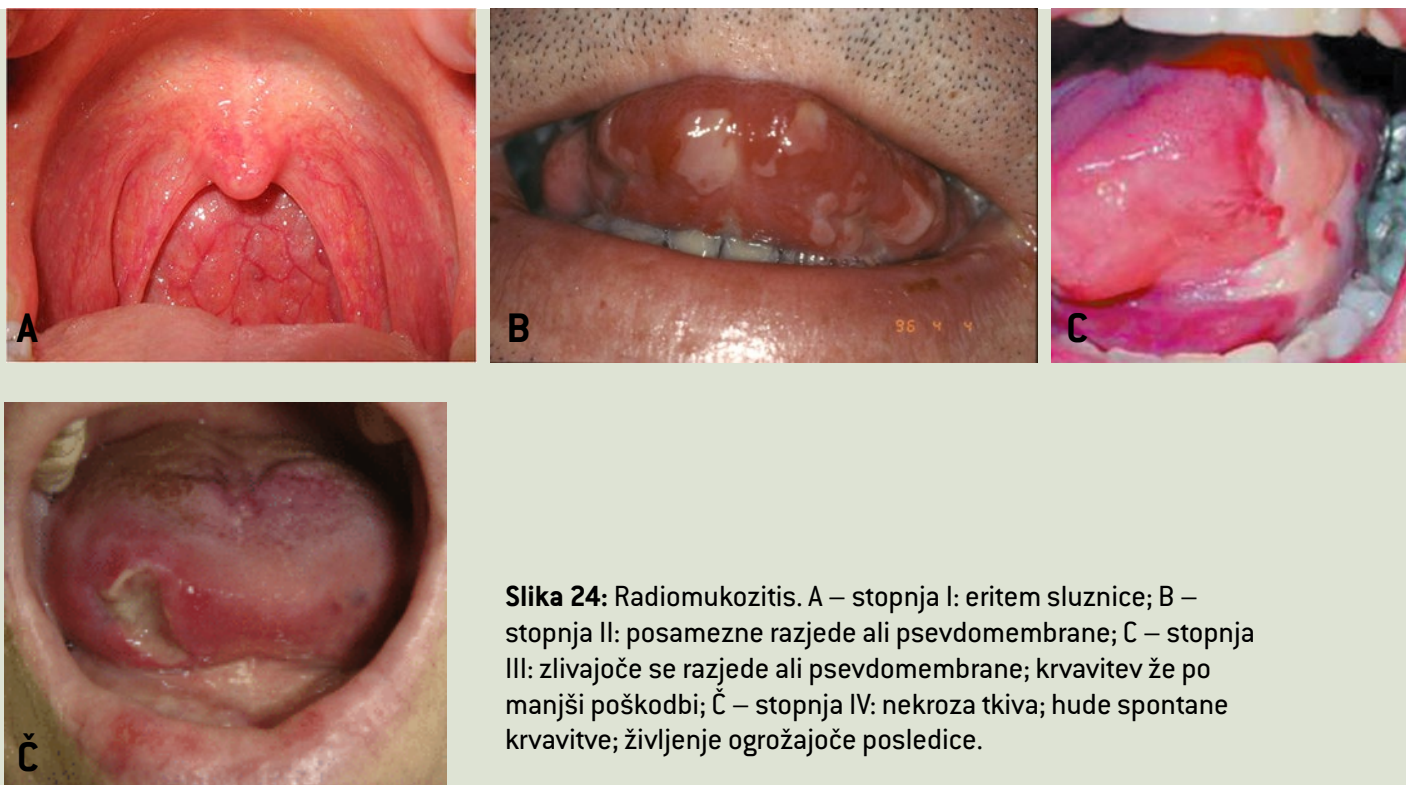 A
B
96 4 4
C
Č
Slika 24: Radiomukozitis. A – stopnja I: eritem sluznice; B –
stopnja II: posamezne razjede ali psevdomembrane; C – stopnja
III: zlivajoče se razjede ali psevdomembrane; krvavitev že po
manjši poškodbi; Č – stopnja IV: nekroza tkiva; hude spontane
krvavitve; življenje ogrožajoče posledice.